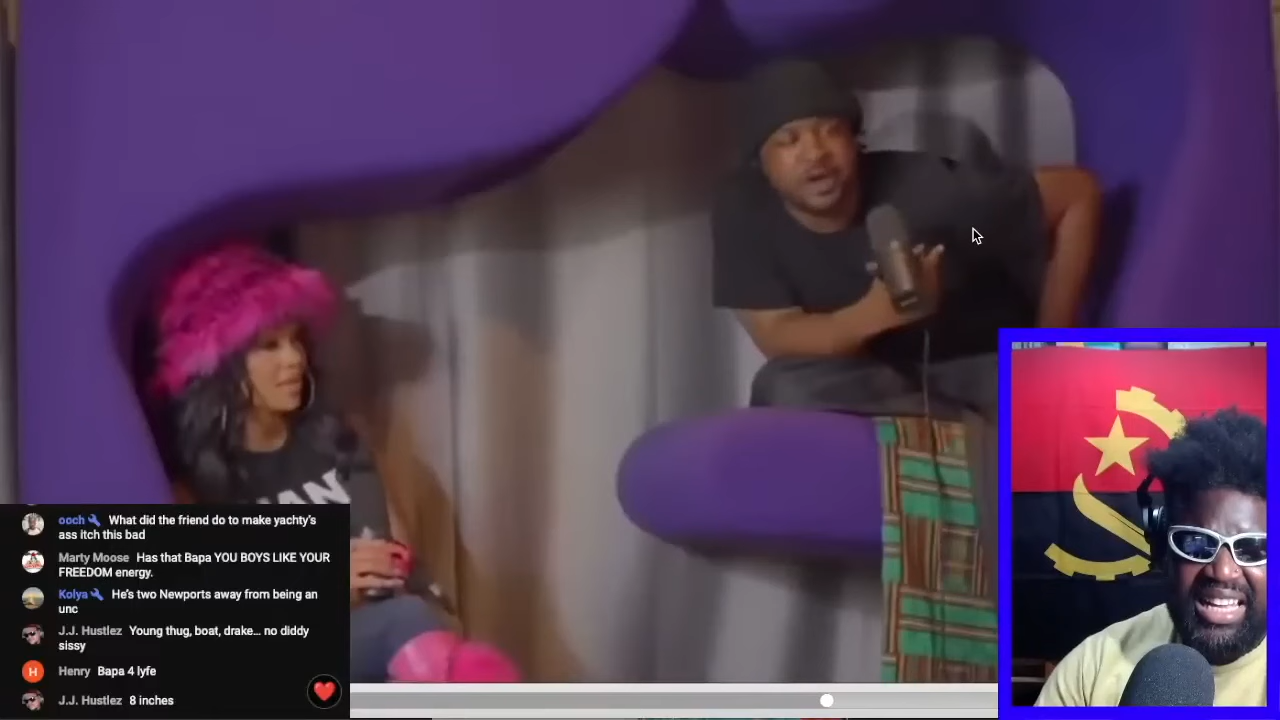 ooch What did the friend do to make yachty's
ass itch this bad
Marty Moose Has that Bapa YOU BOYS LIKE YOUR
FREEDOM energy.
Kolya He's two Newports away from being an
unc
J.J. Hustlez Young thug, boat, drake... no diddy
sissy
H Henry Bapa 4 lyfe
J.J. Hustlez 8 inches